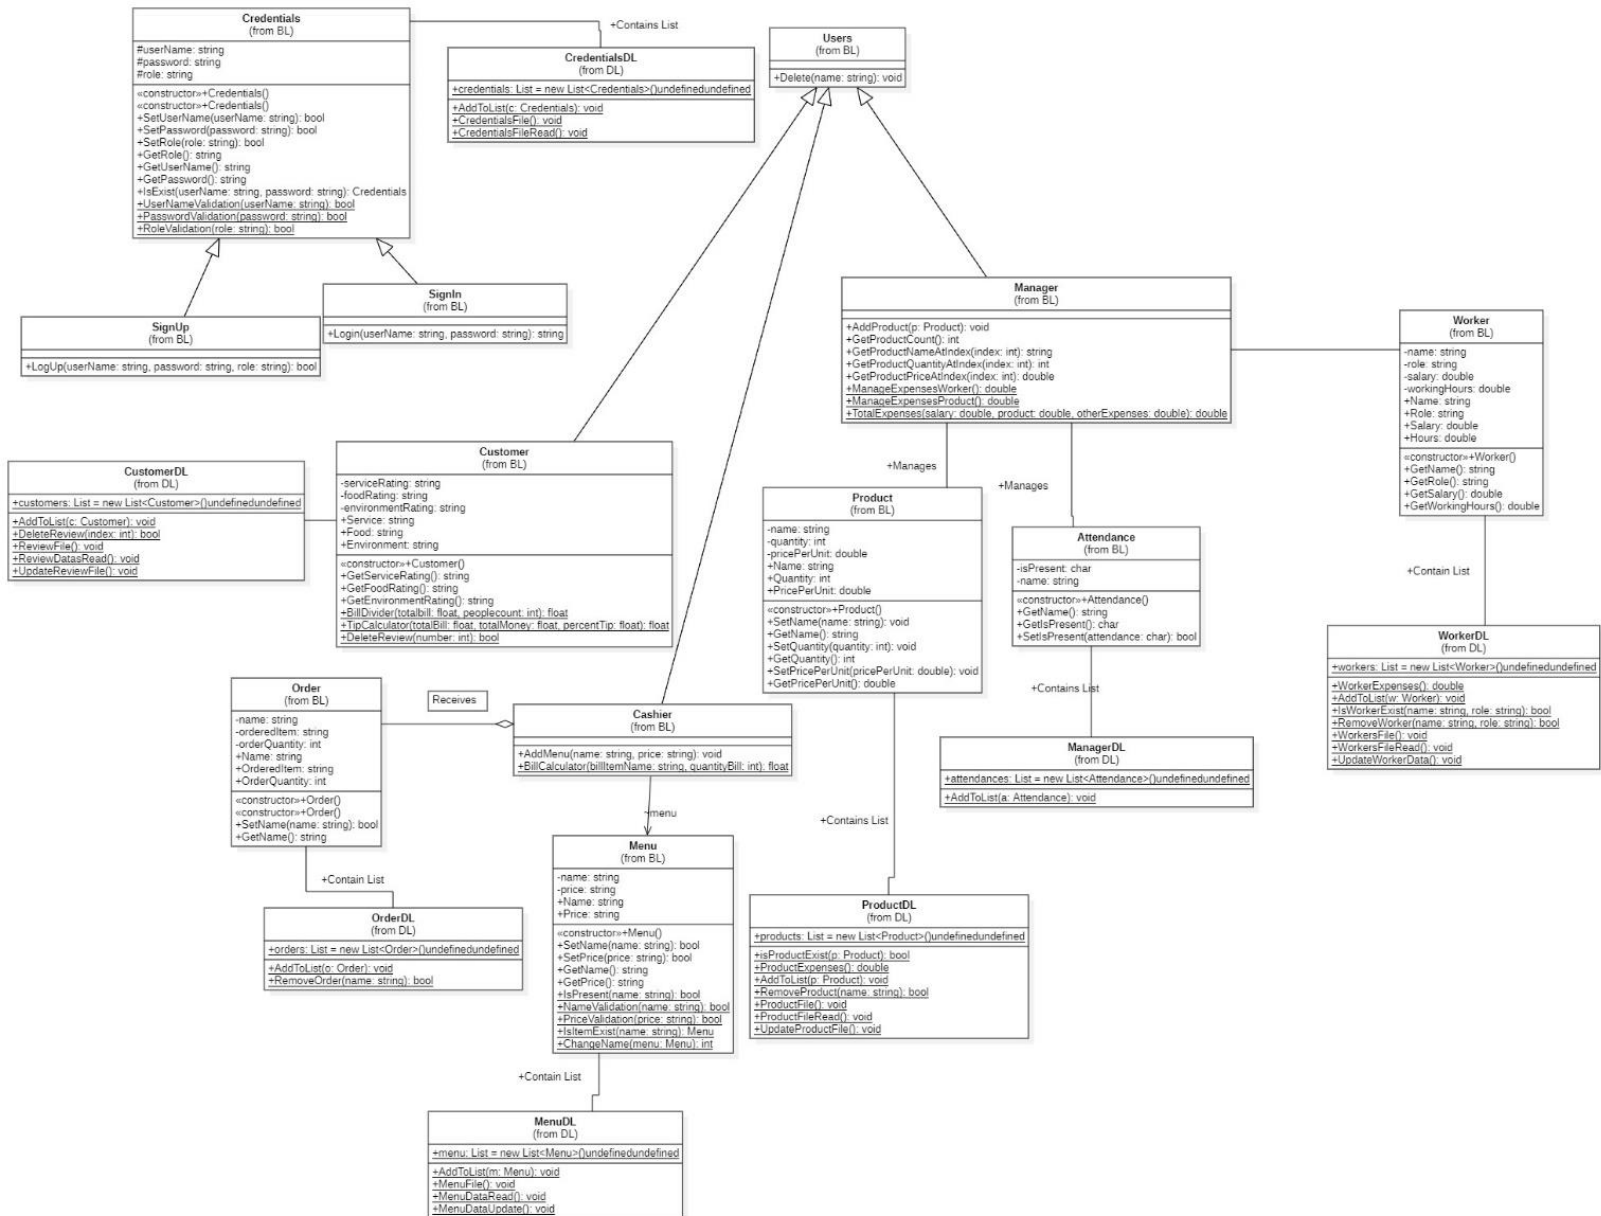 Credentials
(from BL)
#userName: string
#password: string
#role: string
«constructor»+Credentials()
«constructor»+Credentials()
+SetUserName(userName: string): bool
+SetPassword(password: string): bool
+SetRole(role: string): bool
+GetRole(): string
+GetUserName(): string
+GetPassword(): string
+IsExist(userName: string, password: string): Credentials
+UserNameValidation(userName: string): bool
+PasswordValidation(password: string): bool
+RoleValidation(role: string): bool
+Contains List
CredentialsDL
(from DL)
+credentials: List = new List<Credentials>()undefinedundefined
+AddToList(c: Credentials): void
+CredentialsFile(): void
+CredentialsFileRead(): void
Users
(from BL)
+Delete(name: string): void
SignUp
(from BL)
+LogUp(userName: string, password: string, role: string): bool
SignIn
(from BL)
+Login(userName: string, password: string): string
Manager
(from BL)
+AddProduct(p: Product): void
+GetProductCount(): int
+GetProductNameAtIndex(index: int): string
+GetProductQuantityAtIndex(index: int): int
+GetProductPriceAtIndex(index: int): double
+ManageExpensesWorker(): double
+ManageExpensesProduct(): double
+TotalExpenses(salary: double, product: double, otherExpenses: double): double
Worker
(from BL)
-name: string
-role: string
-salary: double
-workingHours: double
+Name: string
+Role: string
+Salary: double
+Hours: double
«constructor»+Worker()
+GetName(): string
+GetRole(): string
+GetSalary(): double
+GetWorkingHours(): double
CustomerDL
(from DL)
+customers: List = new List<Customer>()undefinedundefined
+AddToList(c: Customer): void
+DeleteReview(index: int): bool
+ReviewFile(): void
+ReviewDatasRead(): void
+UpdateReviewFile(): void
Customer
(from BL)
-serviceRating: string
-foodRating: string
-environmentRating: string
+Service: string
+Food: string
+Environment: string
«constructor»+Customer()
+GetServiceRating(): string
+GetFoodRating(): string
+GetEnvironmentRating(): string
+BillDivider(totalbill: float, peoplecount: int): float
+TipCalculator(totalBill: float, totalMoney: float, percentTip: float): float
+DeleteReview(number: int): bool
+Manages
Product
(from BL)
-name: string
-quantity: int
-pricePerUnit: double
+Name: string
+Quantity: int
+PricePerUnit: double
«constructor»+Product()
+SetName(name: string): void
+GetName(): string
+SetQuantity(quantity: int): void
+GetQuantity(): int
+SetPricePerUnit(pricePerUnit: double): void
+GetPricePerUnit(): double
+Manages
Attendance
(from BL)
-isPresent: char
-name: string
«constructor»+Attendance()
+GetName(): string
+GetIsPresent(): char
+SetIsPresent(attendance: char): bool
+Contain List
WorkerDL
(from DL)
+workers: List = new List<Worker>()undefinedundefined
+WorkerExpenses(): double
+AddToList(w: Worker): void
+IsWorkerExist(name: string, role: string): bool
+RemoveWorker(name: string, role: string): bool
+WorkersFile(): void
+WorkersFileRead(): void
+UpdateWorkerData(): void
+Contains List
ManagerDL
(from DL)
+attendances: List = new List<Attendance>()undefinedundefined
+AddToList(a: Attendance): void
Order
(from BL)
-name: string
-orderedItem: string
-orderQuantity: int
+Name: string
+OrderedItem: string
+OrderQuantity: int
«constructor»+Order()
«constructor»+Order()
+SetName(name: string): bool
+GetName(): string
Receives
Cashier
(from BL)
+AddMenu(name: string, price: string): void
+BillCalculator(billItemName: string, quantityBill: int): float
~menu
+Contains List
Menu
(from BL)
-name: string
-price: string
+Name: string
+Price: string
«constructor»+Menu()
+SetName(name: string): bool
+SetPrice(price: string): bool
+GetName(): string
+GetPrice(): string
+IsPresent(name: string): bool
+NameValidation(name: string): bool
+PriceValidation(price: string): bool
+IsItemExist(name: string): Menu
+ChangeName(menu: Menu): int
+Contain List
OrderDL
(from DL)
+orders: List = new List<Order>()undefinedundefined
+AddToList(o: Order): void
+RemoveOrder(name: string): bool
ProductDL
(from DL)
+products: List = new List<Product>()undefinedundefined
+isProductExist(p: Product): bool
+ProductExpenses(): double
+AddToList(p: Product): void
+RemoveProduct(name: string): bool
+ProductFile(): void
+ProductFileRead(): void
+UpdateProductFile(): void
+Contain List
MenuDL
(from DL)
+menu: List = new List<Menu>()undefinedundefined
+AddToList(m: Menu): void
+MenuFile(): void
+MenuDataRead(): void
+MenuDataUpdate(): void